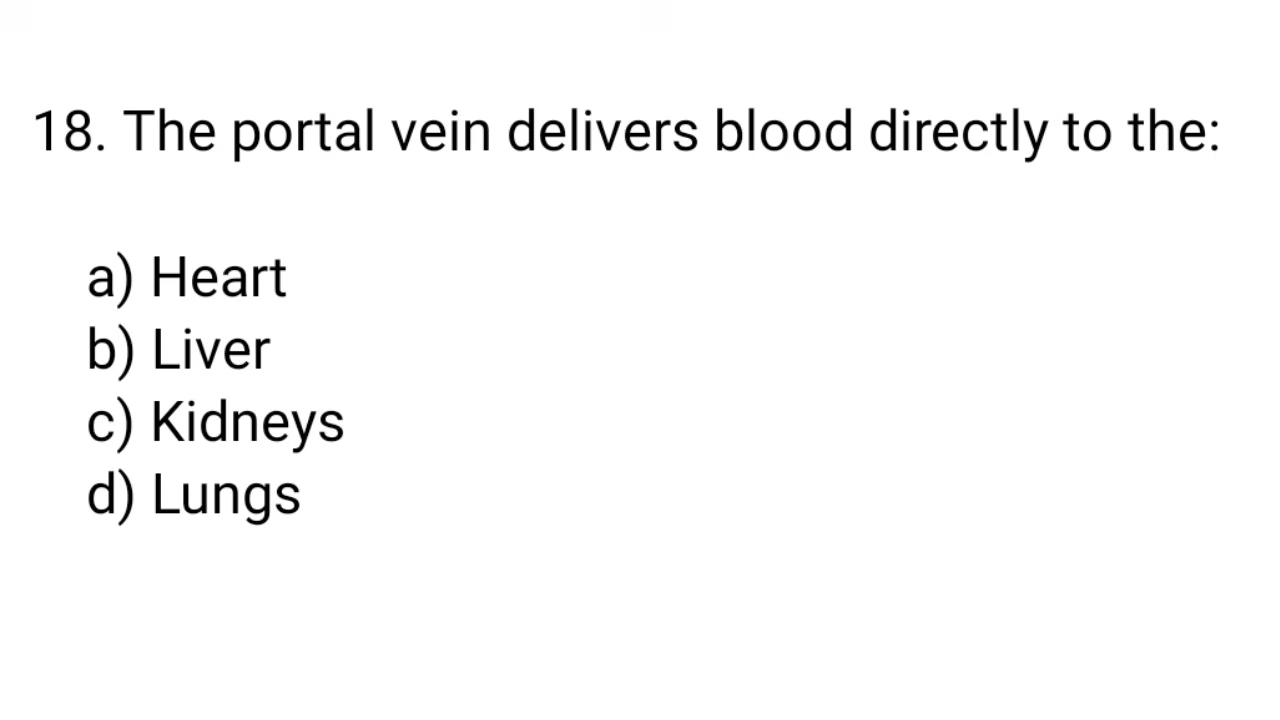 18. The portal vein delivers blood directly to the:
a) Heart
b) Liver
c) Kidneys
d) Lungs